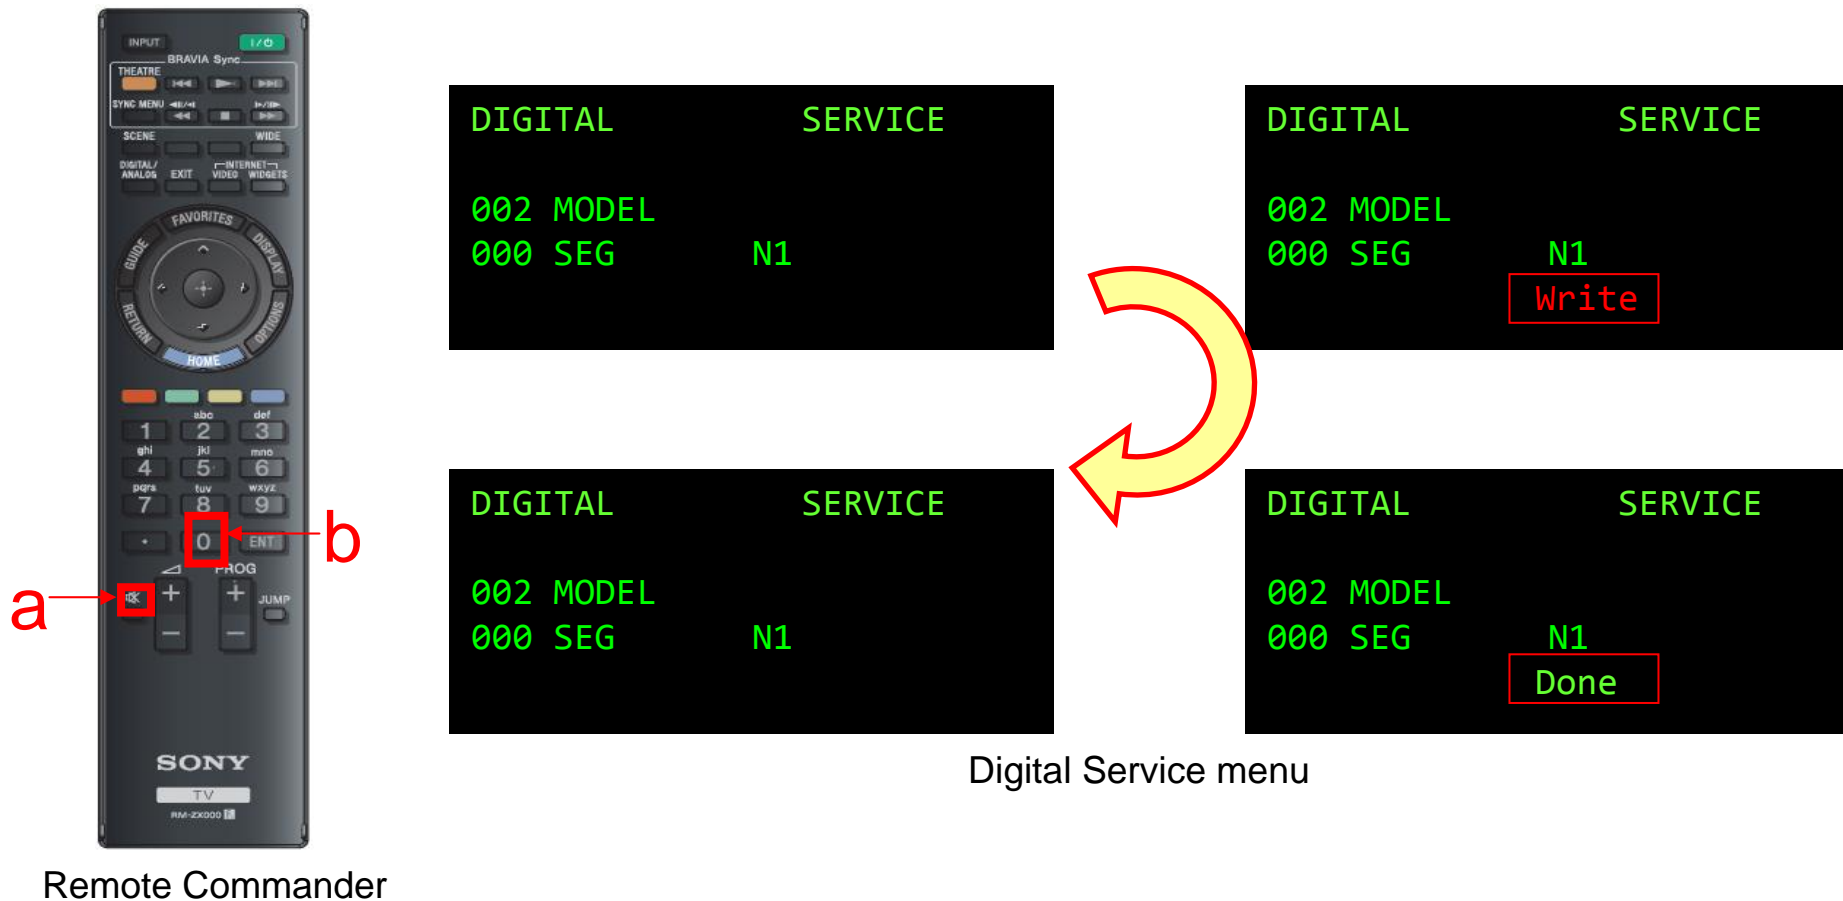 INPUT
I/⏻
BRAVIA Sync
THEATRE
SYNC MENU
SCENE
WIDE
DIGITAL/
ANALOG
EXIT
INTERNET
VIDEO
WIDGETS
FAVORITES
GUIDE
DISPLAY
RETURN
OPTIONS
HOME
abc
def
1
2
3
ghi
jkl
mno
4
5
6
pqrs
tuv
wxyz
7
8
9
.
0
ENT
b
PROG
a
+
+
JUMP
−
−
SONY
TV
RM-ZX000
Remote Commander
DIGITAL SERVICE
002 MODEL
000 SEG N1
DIGITAL SERVICE
002 MODEL
000 SEG N1
Write
DIGITAL SERVICE
002 MODEL
000 SEG N1
DIGITAL SERVICE
002 MODEL
000 SEG N1
Done
Digital Service menu